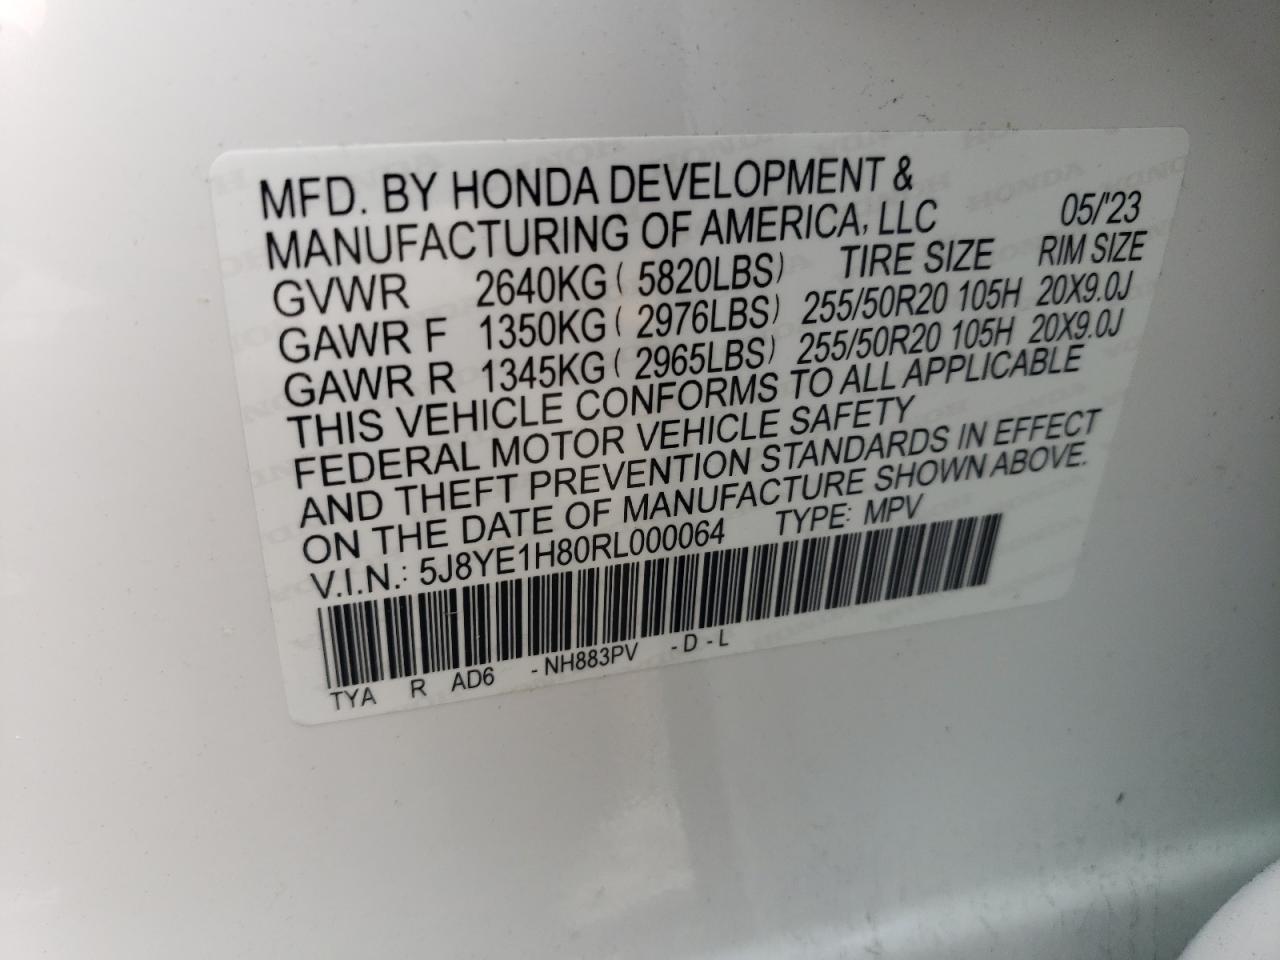 MFD. BY HONDA DEVELOPMENT &
MANUFACTURING OF AMERICA, LLC 05/'23
GVWR 2640KG ( 5820LBS) TIRE SIZE RIM SIZE
GAWR F 1350KG ( 2976LBS) 255/50R20 105H 20X9.0J
GAWR R 1345KG ( 2965LBS) 255/50R20 105H 20X9.0J
THIS VEHICLE CONFORMS TO ALL APPLICABLE
FEDERAL MOTOR VEHICLE SAFETY
AND THEFT PREVENTION STANDARDS IN EFFECT
ON THE DATE OF MANUFACTURE SHOWN ABOVE.
V.I.N.: 5J8YE1H80RL000064 TYPE: MPV
TYA R AD6 - NH883PV - D - L